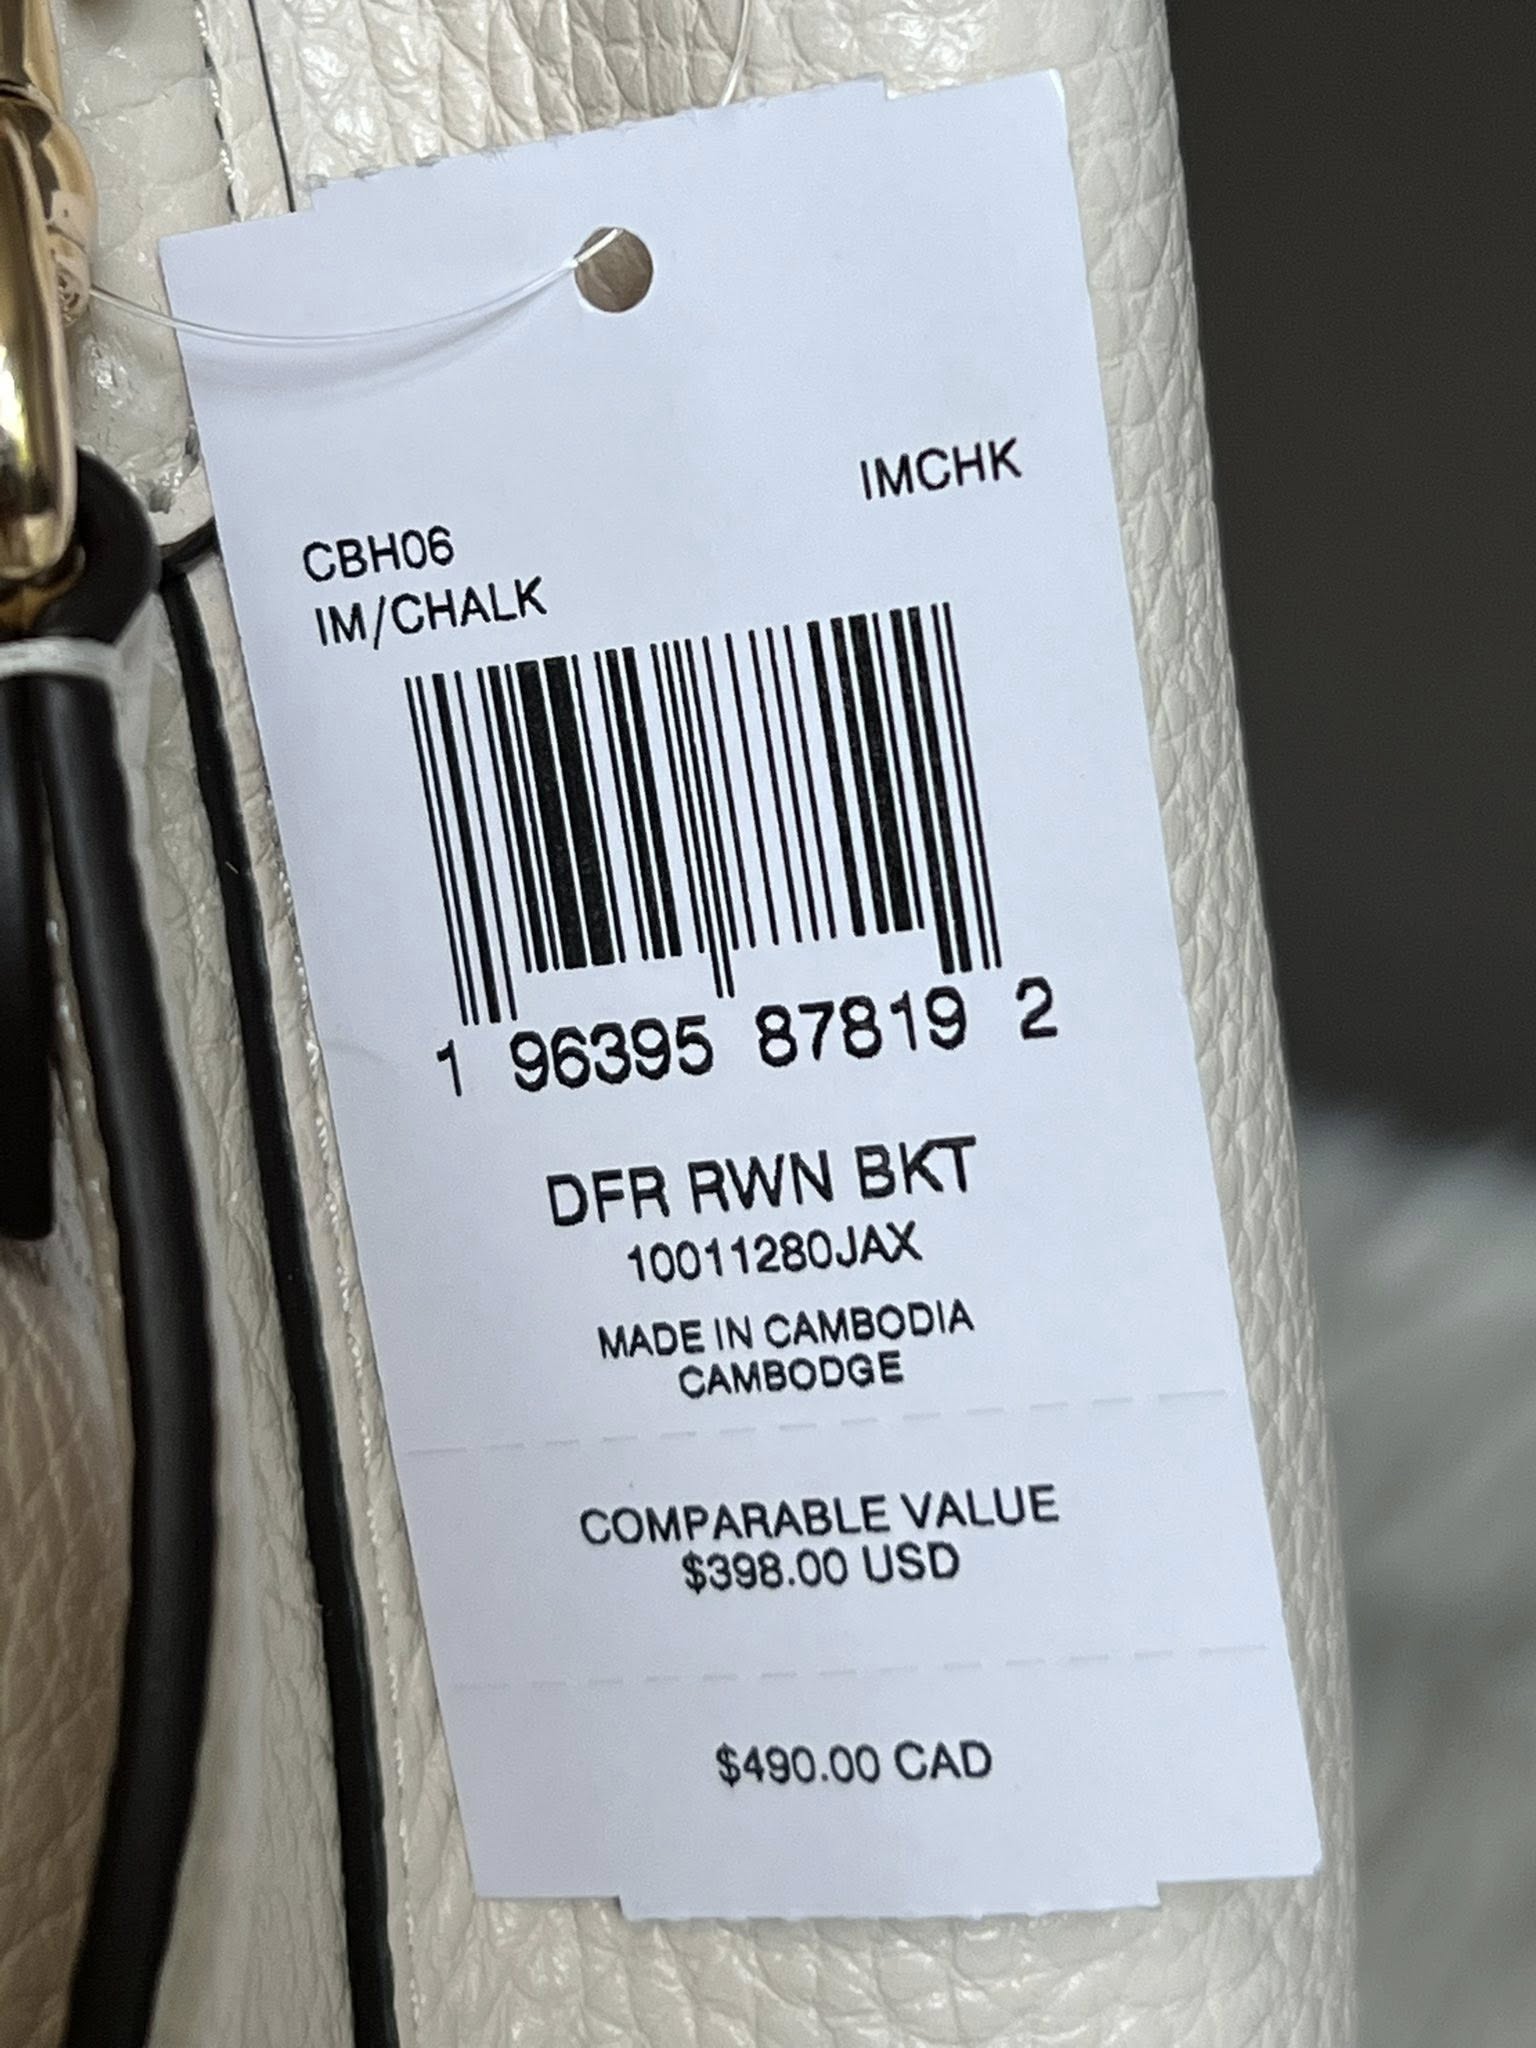 IMCHK
CBH06
IM/CHALK
1 96395 87819 2
DFR RWN BKT
10011280JAX
MADE IN CAMBODIA
CAMBODGE
COMPARABLE VALUE
$398.00 USD
$490.00 CAD